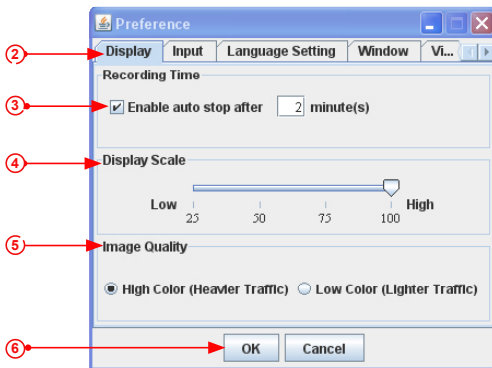 Preference
2 Display Input Language Setting Window Vi...
Recording Time
3 Enable auto stop after 2 minute(s)
4 Display Scale
Low High
25 50 75 100
5 Image Quality
High Color (Heavier Traffic) Low Color (Lighter Traffic)
6 OK Cancel